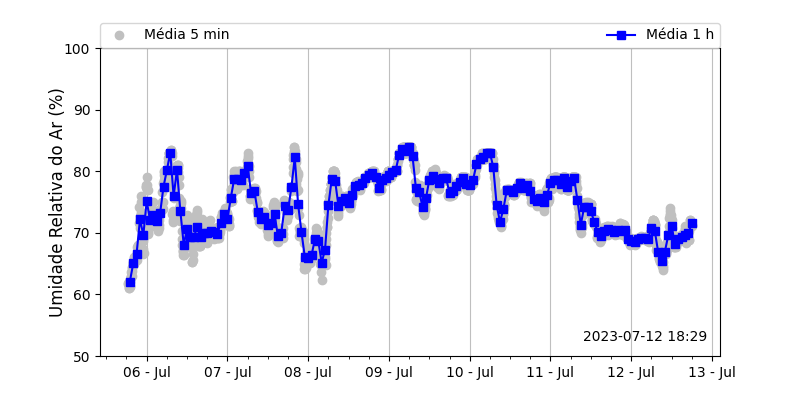 Média 5 min
Média 1 h
Umidade Relativa do Ar (%)
100
90
80
70
60
50
2023-07-12 18:29
06 - Jul
07 - Jul
08 - Jul
09 - Jul
10 - Jul
11 - Jul
12 - Jul
13 - Jul